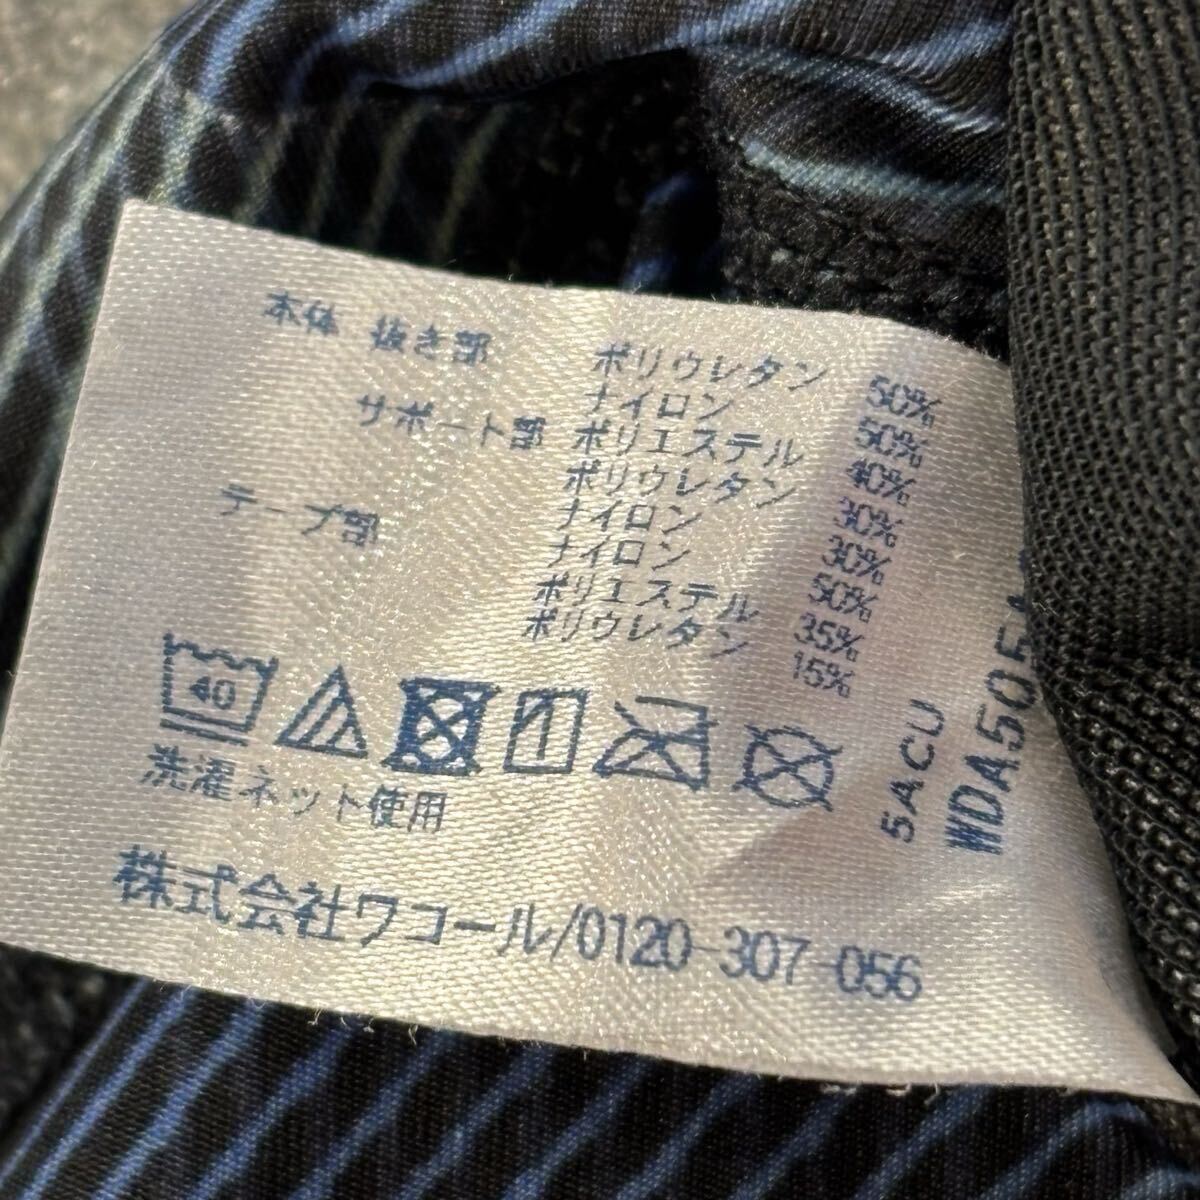 本体 抜き部 ポリウレタン 50%
ナイロン 50%
サポート部 ポリエステル 40%
ポリウレタン 30%
ナイロン 30%
テープ部 ナイロン 50%
ポリエステル 35%
ポリウレタン 15%
40
洗濯ネット使用
株式会社ワコール/0120-307-056
5ACU